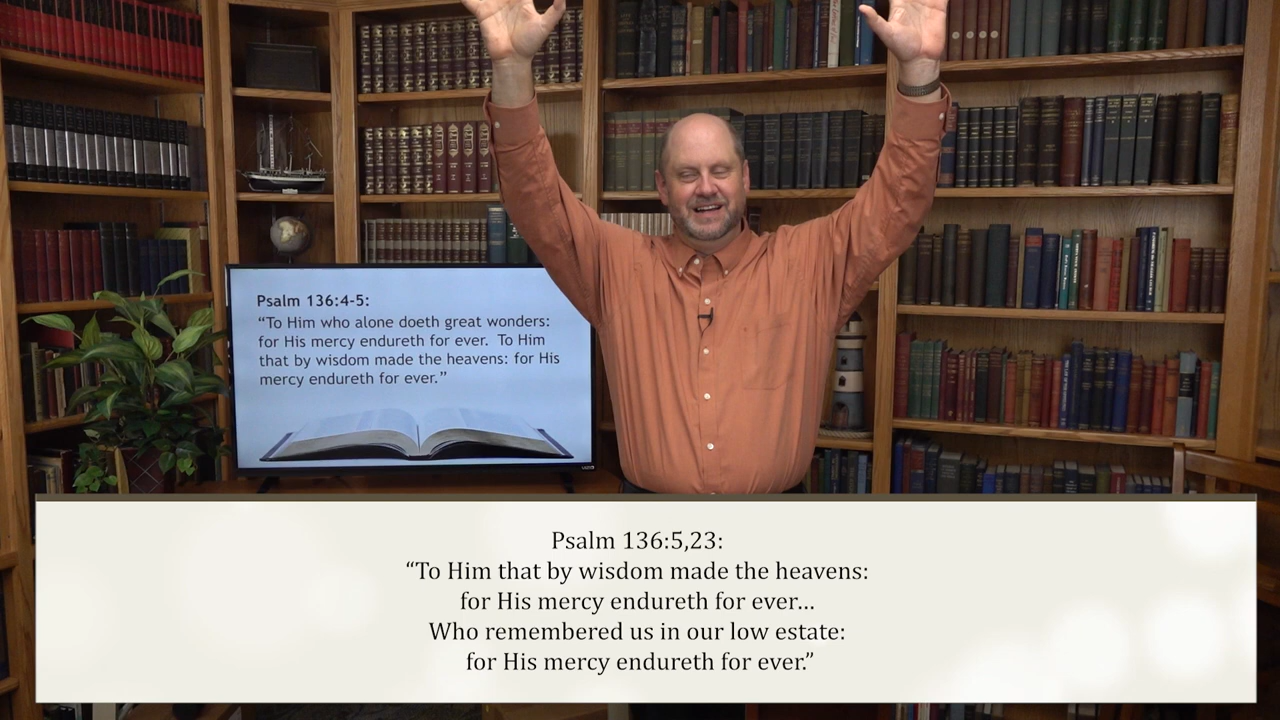 Psalm 136:4-5:
“To Him who alone doeth great wonders:
for His mercy endureth for ever.  To Him
that by wisdom made the heavens: for His
mercy endureth for ever.”
VIZIO
Psalm 136:5,23:
“To Him that by wisdom made the heavens:
for His mercy endureth for ever...
Who remembered us in our low estate:
for His mercy endureth for ever.”